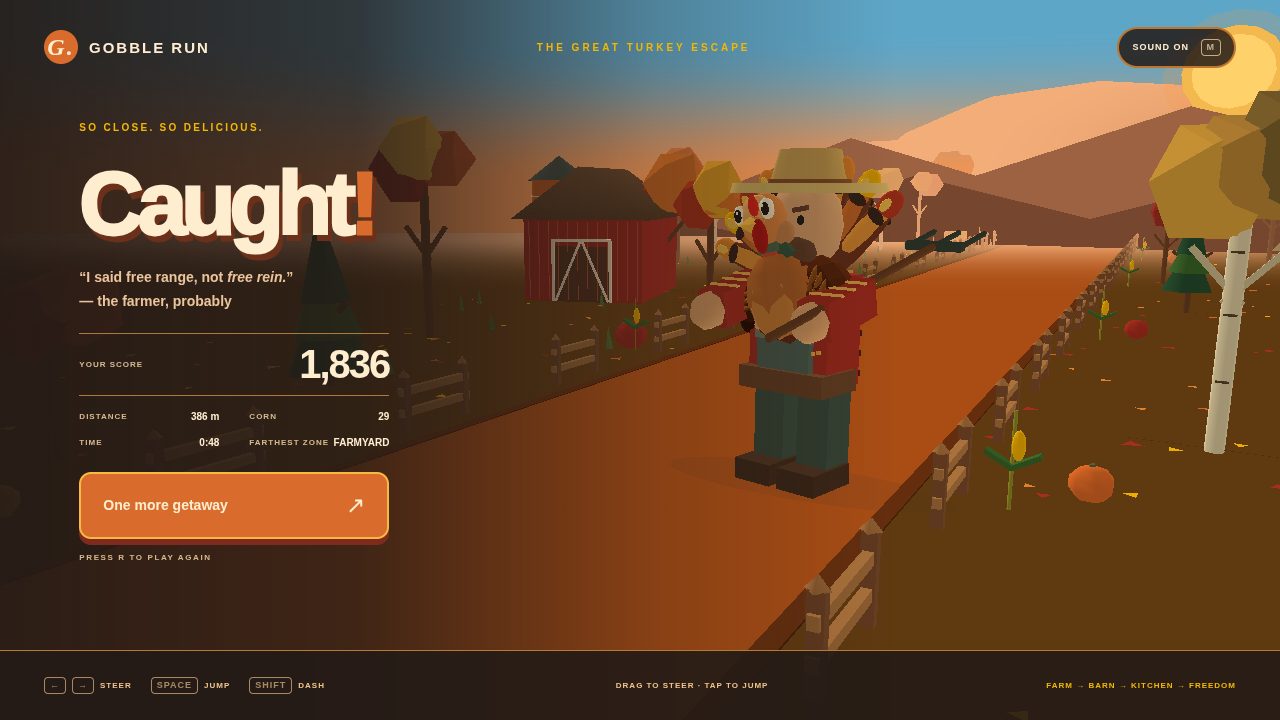 G. GOBBLE RUN
THE GREAT TURKEY ESCAPE
SOUND ON M
SO CLOSE. SO DELICIOUS.
Caught!
“I said free range, not free rein.”
— the farmer, probably
YOUR SCORE 1,836
DISTANCE 386 m CORN 29
TIME 0:48 FARTHEST ZONE FARMYARD
One more getaway ↗
PRESS R TO PLAY AGAIN
← → STEER SPACE JUMP SHIFT DASH
DRAG TO STEER · TAP TO JUMP
FARM → BARN → KITCHEN → FREEDOM